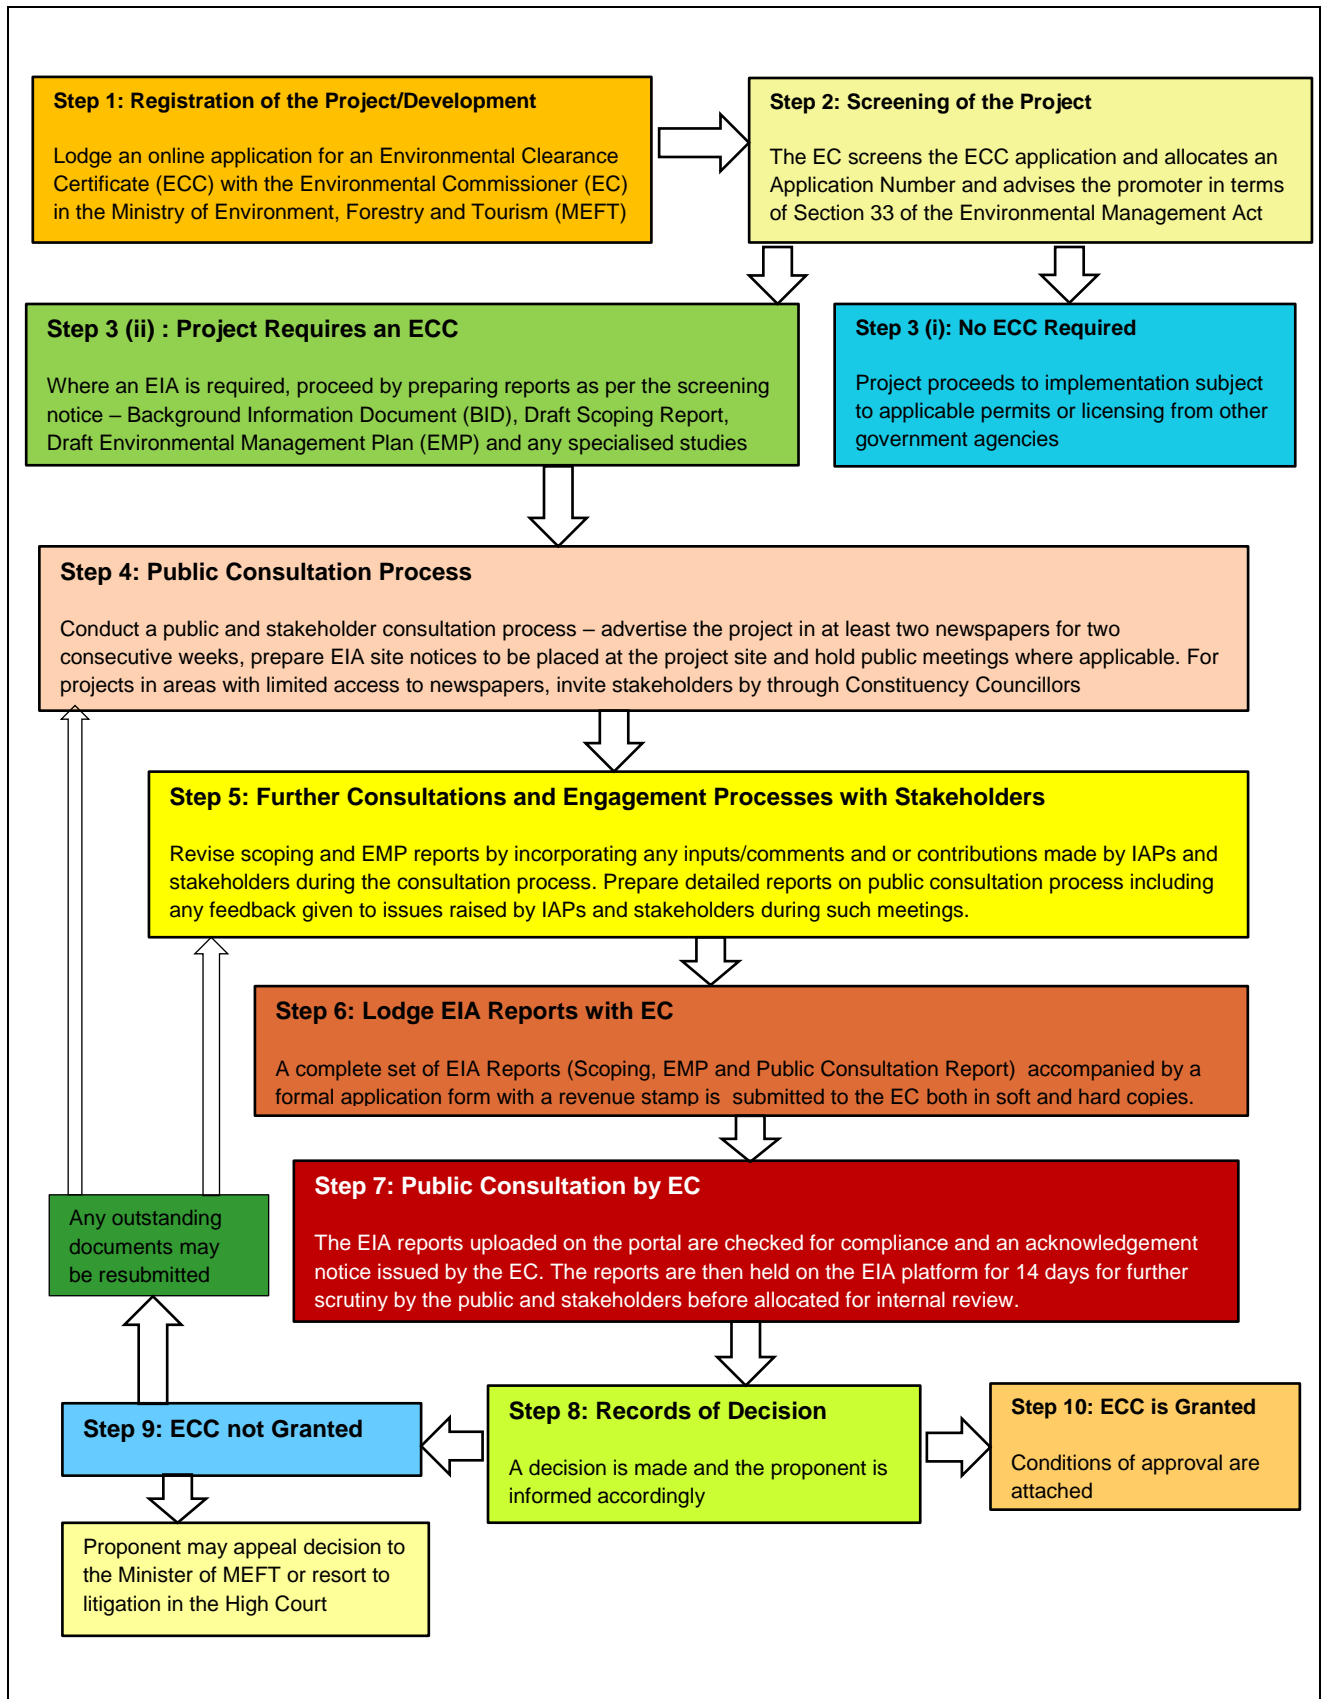 Step 1: Registration of the Project/Development
Lodge an online application for an Environmental Clearance
Certificate (ECC) with the Environmental Commissioner (EC)
in the Ministry of Environment, Forestry and Tourism (MEFT)
Step 2: Screening of the Project
The EC screens the ECC application and allocates an
Application Number and advises the promoter in terms
of Section 33 of the Environmental Management Act
Step 3 (ii) : Project Requires an ECC
Where an EIA is required, proceed by preparing reports as per the screening
notice – Background Information Document (BID), Draft Scoping Report,
Draft Environmental Management Plan (EMP) and any specialised studies
Step 3 (i): No ECC Required
Project proceeds to implementation subject
to applicable permits or licensing from other
government agencies
Step 4: Public Consultation Process
Conduct a public and stakeholder consultation process – advertise the project in at least two newspapers for two
consecutive weeks, prepare EIA site notices to be placed at the project site and hold public meetings where applicable. For
projects in areas with limited access to newspapers, invite stakeholders by through Constituency Councillors
Step 5: Further Consultations and Engagement Processes with Stakeholders
Revise scoping and EMP reports by incorporating any inputs/comments and or contributions made by IAPs and
stakeholders during the consultation process. Prepare detailed reports on public consultation process including
any feedback given to issues raised by IAPs and stakeholders during such meetings.
Step 6: Lodge EIA Reports with EC
A complete set of EIA Reports (Scoping, EMP and Public Consultation Report)  accompanied by a
formal application form with a revenue stamp is  submitted to the EC both in soft and hard copies.
Step 7: Public Consultation by EC
The EIA reports uploaded on the portal are checked for compliance and an acknowledgement
notice issued by the EC. The reports are then held on the EIA platform for 14 days for further
scrutiny by the public and stakeholders before allocated for internal review.
Any outstanding
documents may
be resubmitted
Step 9: ECC not Granted
Step 8: Records of Decision
A decision is made and the proponent is
informed accordingly
Step 10: ECC is Granted
Conditions of approval are
attached
Proponent may appeal decision to
the Minister of MEFT or resort to
litigation in the High Court